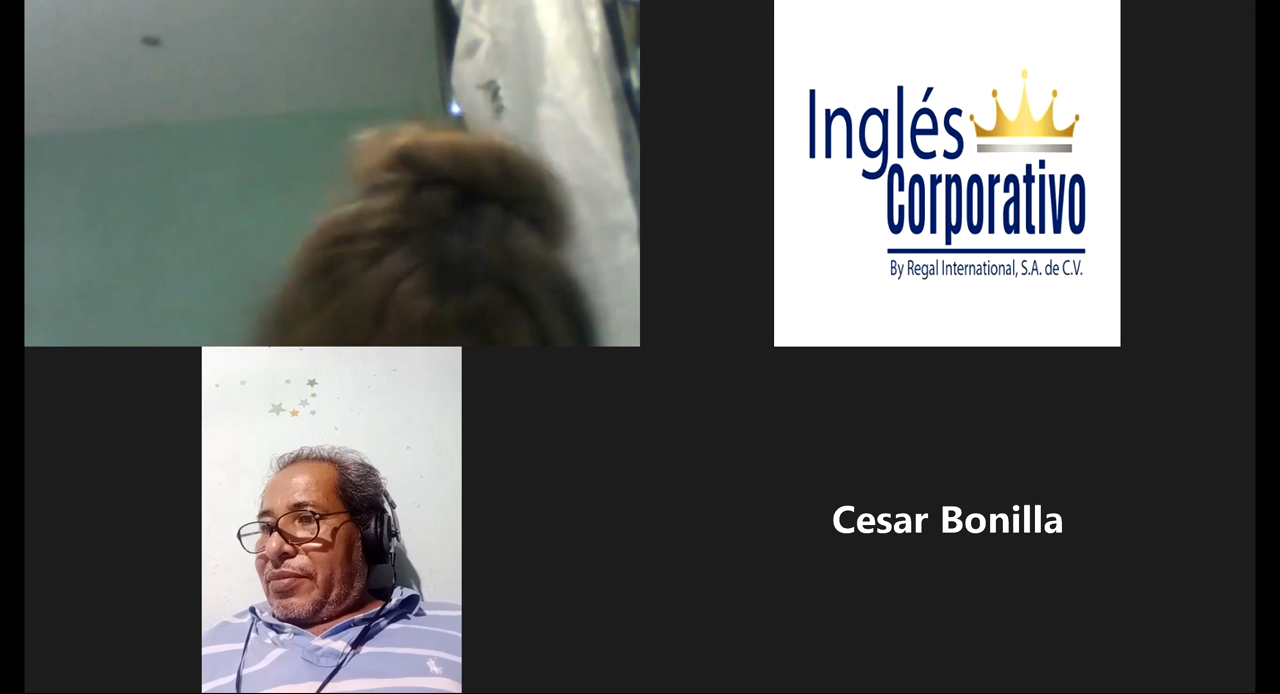 Inglés
Corporativo
By Regal International, S.A. de C.V.
Cesar Bonilla